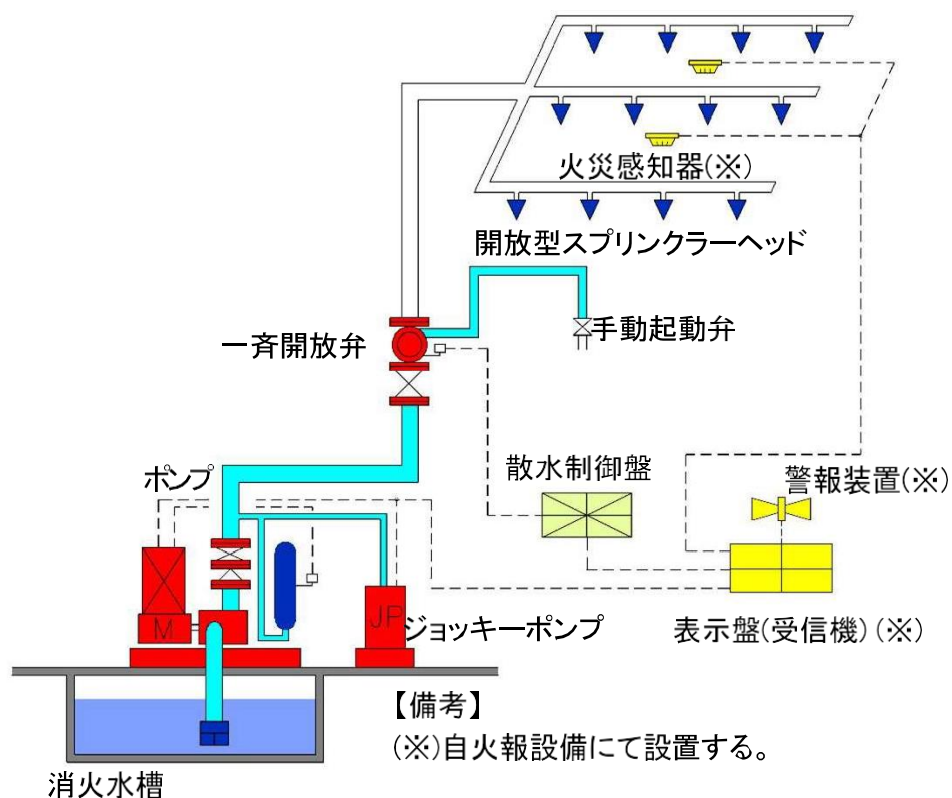 火災感知器(※)
開放型スプリンクラーヘッド
手動起動弁
一斉開放弁
散水制御盤
ポンプ
警報装置(※)
M
JP
ジョッキーポンプ
表示盤(受信機)(※)
【備考】
(※)自火報設備にて設置する。
消火水槽